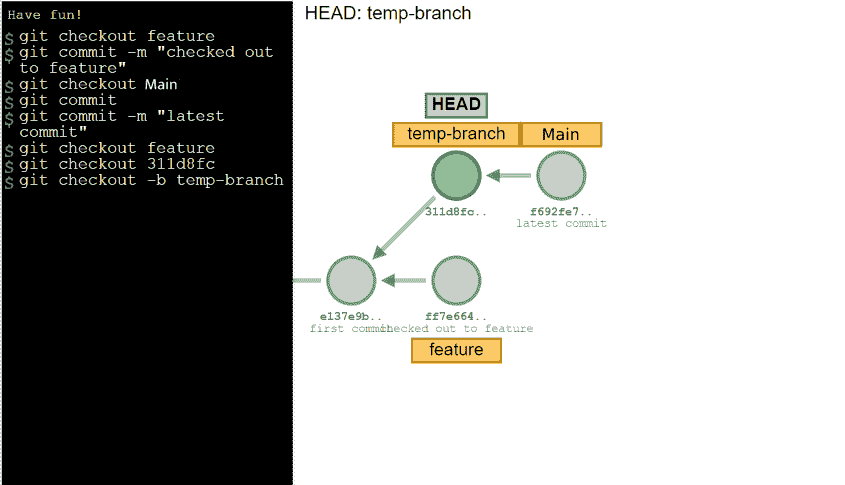 Have fun!
$ git checkout feature
$ git commit -m "checked out
to feature"
$ git checkout Main
$ git commit
$ git commit -m "latest
commit"
$ git checkout feature
$ git checkout 311d8fc
$ git checkout -b temp-branch
HEAD: temp-branch
HEAD
temp-branch Main
311d8fc.. f692fe7..
latest commit
e137e9b.. ff7e664..
first commit checked out to feature
feature